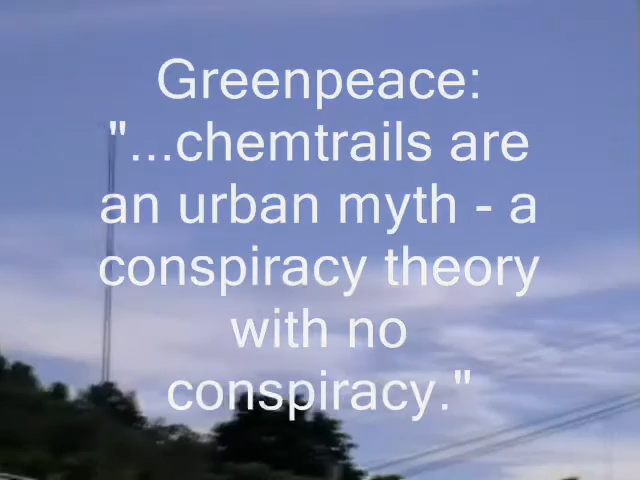 Greenpeace:
"...chemtrails are
an urban myth - a
conspiracy theory
with no
conspiracy."